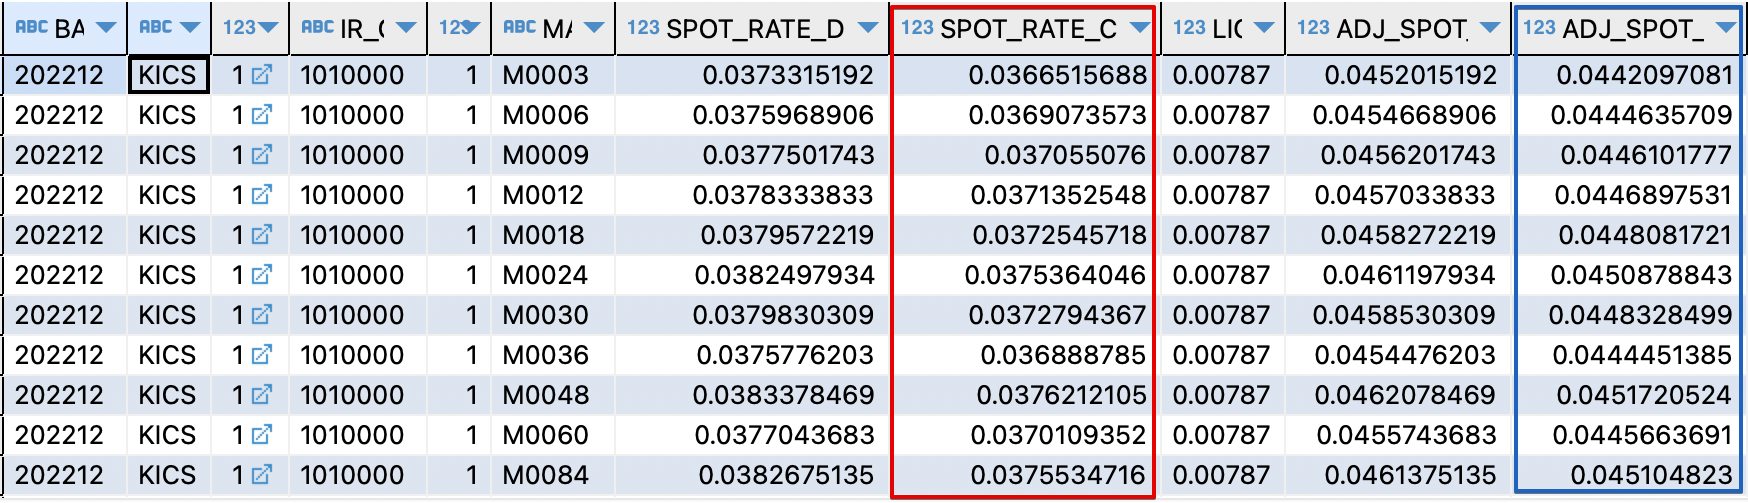 ABC BA ABC 123 ABC IR_C 123 ABC MA 123 SPOT_RATE_D 123 SPOT_RATE_C 123 LIQ 123 ADJ_SPOT_ 123 ADJ_SPOT_
202212 KICS 1 1010000 1 M0003 0.0373315192 0.0366515688 0.00787 0.0452015192 0.0442097081
202212 KICS 1 1010000 1 M0006 0.0375968906 0.0369073573 0.00787 0.0454668906 0.0444635709
202212 KICS 1 1010000 1 M0009 0.0377501743 0.037055076 0.00787 0.0456201743 0.0446101777
202212 KICS 1 1010000 1 M0012 0.0378333833 0.0371352548 0.00787 0.0457033833 0.0446897531
202212 KICS 1 1010000 1 M0018 0.0379572219 0.0372545718 0.00787 0.0458272219 0.0448081721
202212 KICS 1 1010000 1 M0024 0.0382497934 0.0375364046 0.00787 0.0461197934 0.0450878843
202212 KICS 1 1010000 1 M0030 0.0379830309 0.0372794367 0.00787 0.0458530309 0.0448328499
202212 KICS 1 1010000 1 M0036 0.0375776203 0.036888785 0.00787 0.0454476203 0.0444451385
202212 KICS 1 1010000 1 M0048 0.0383378469 0.0376212105 0.00787 0.0462078469 0.0451720524
202212 KICS 1 1010000 1 M0060 0.0377043683 0.0370109352 0.00787 0.0455743683 0.0445663691
202212 KICS 1 1010000 1 M0084 0.0382675135 0.0375534716 0.00787 0.0461375135 0.045104823